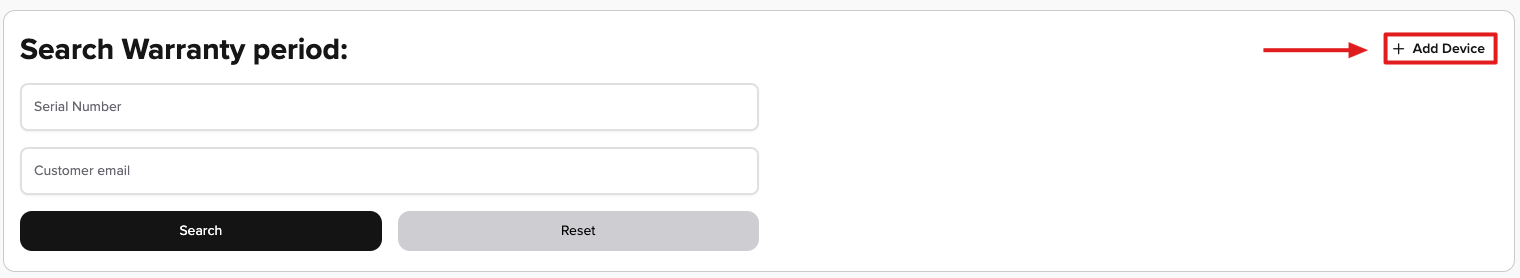 Search Warranty period:
+ Add Device
Serial Number
Customer email
Search
Reset